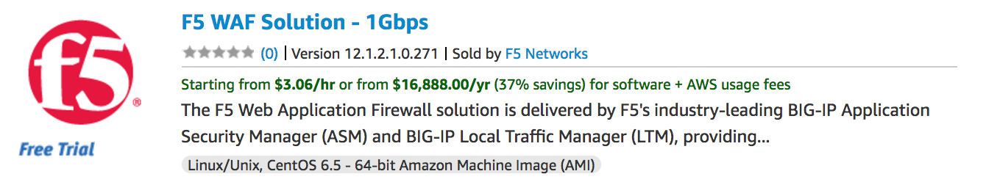 F5 WAF Solution - 1Gbps
(0) | Version 12.1.2.1.0.271 | Sold by F5 Networks
Starting from $3.06/hr or from $16,888.00/yr (37% savings) for software + AWS usage fees
The F5 Web Application Firewall solution is delivered by F5's industry-leading BIG-IP Application
Security Manager (ASM) and BIG-IP Local Traffic Manager (LTM), providing...
Linux/Unix, CentOS 6.5 - 64-bit Amazon Machine Image (AMI)
f5®
Free Trial